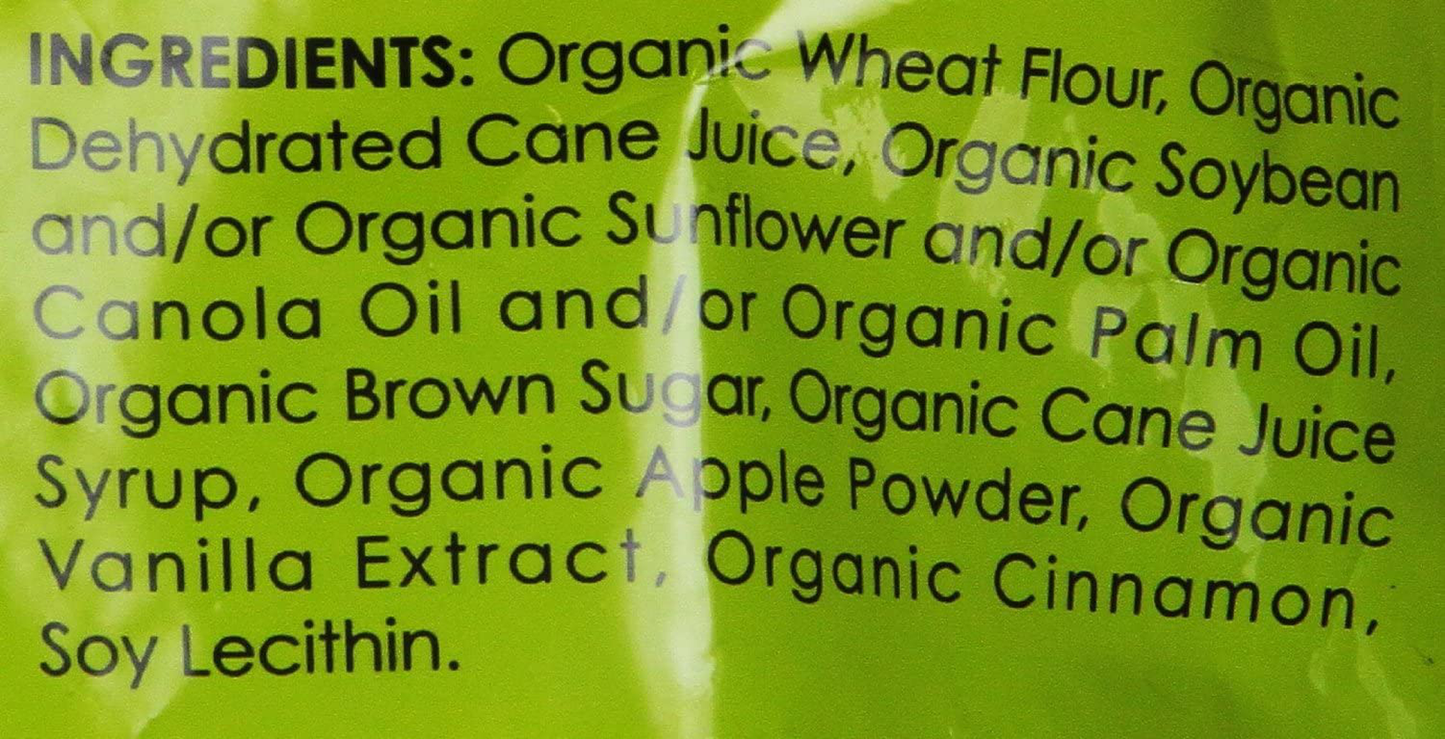 INGREDIENTS: Organic Wheat Flour, Organic
Dehydrated Cane Juice, Organic Soybean
and/or Organic Sunflower and/or Organic
Canola Oil and/or Organic Palm Oil,
Organic Brown Sugar, Organic Cane Juice
Syrup, Organic Apple Powder, Organic
Vanilla Extract, Organic Cinnamon,
Soy Lecithin.